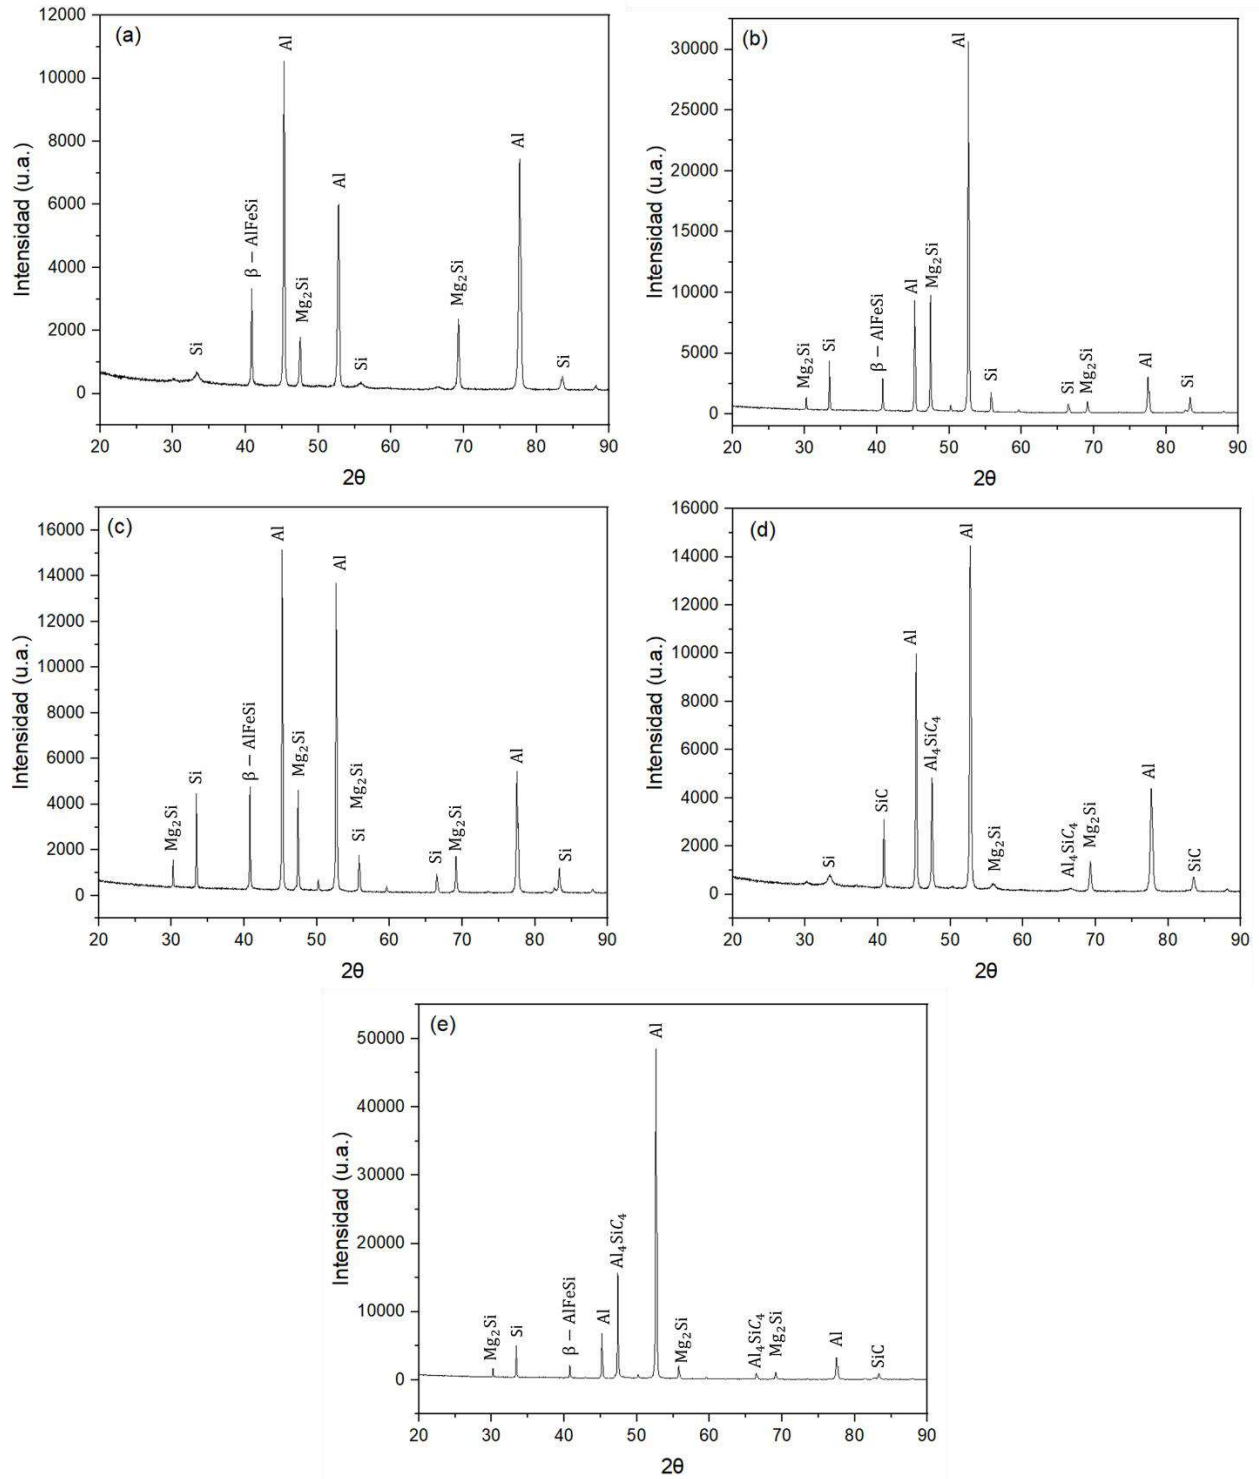 (a)
12000
10000
8000
6000
4000
2000
0
Intensidad (u.a.)
Si
β − AlFeSi
Al
Mg₂Si
Al
Si
Mg₂Si
Al
Si
20 30 40 50 60 70 80 90
2θ
(b)
30000
25000
20000
15000
10000
5000
0
Intensidad (u.a.)
Mg₂Si
Si
β − AlFeSi
Al
Mg₂Si
Al
Si
Si
Mg₂Si
Al
Si
20 30 40 50 60 70 80 90
2θ
(c)
16000
14000
12000
10000
8000
6000
4000
2000
0
Intensidad (u.a.)
Mg₂Si
Si
β − AlFeSi
Al
Mg₂Si
Al
Si Mg₂Si
Si
Mg₂Si
Al
Si
20 30 40 50 60 70 80 90
2θ
(d)
16000
14000
12000
10000
8000
6000
4000
2000
0
Intensidad (u.a.)
Si
SiC
Al
Al₄SiC₄
Al
Mg₂Si
Al₄SiC₄
Mg₂Si
Al
SiC
20 30 40 50 60 70 80 90
2θ
(e)
50000
40000
30000
20000
10000
0
Intensidad (u.a.)
Mg₂Si
Si
β − AlFeSi
Al
Al₄SiC₄
Al
Mg₂Si
Al₄SiC₄
Mg₂Si
Al
SiC
20 30 40 50 60 70 80 90
2θ